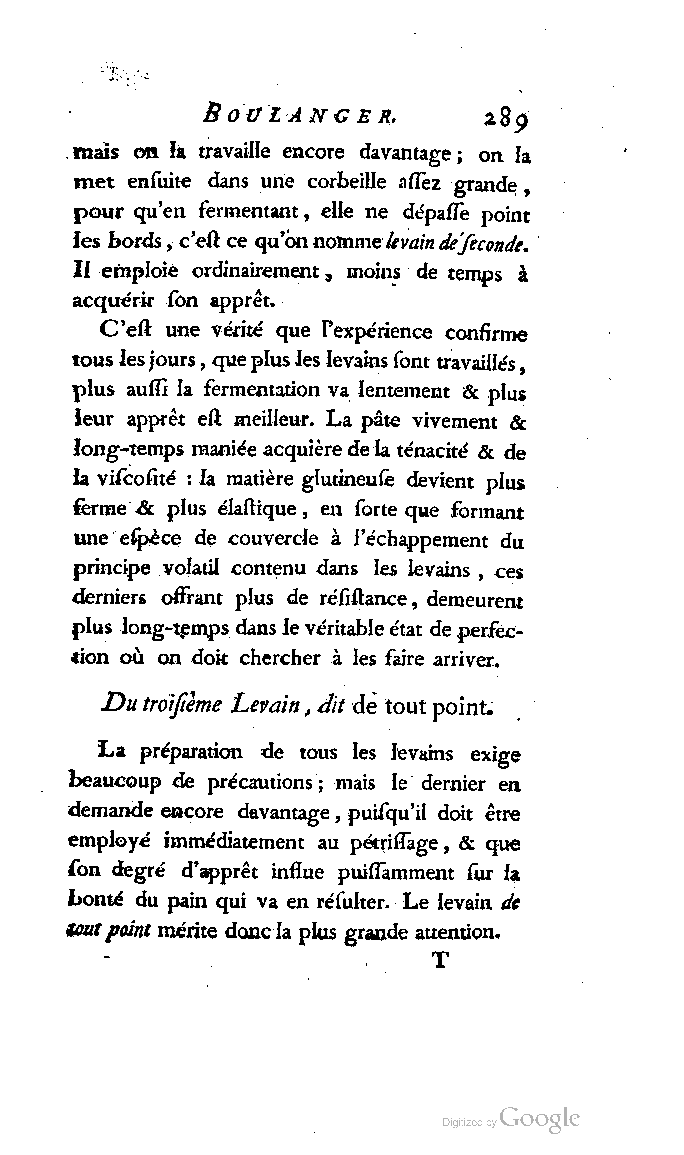 BOULANGER. 289
mais on la travaille encore davantage; on la
met enſuite dans une corbeille aſſez grande,
pour qu'en fermentant, elle ne dépaſſe point
les bords, c'eſt ce qu'on nomme levain de ſeconde.
Il emploie ordinairement, moins de temps à
acquérir ſon apprêt.
C'eſt une vérité que l'expérience confirme
tous les jours, que plus les levains ſont travaillés,
plus auſſi la fermentation va lentement & plus
leur apprêt eſt meilleur. La pâte vivement &
long-temps maniée acquière de la ténacité & de
la viſcoſité : la matière glutineuſe devient plus
ferme & plus élaſtique, en ſorte que formant
une eſpèce de couvercle à l'échappement du
principe volatil contenu dans les levains, ces
derniers offrant plus de réſiſtance, demeurent
plus long-temps dans le véritable état de perfec-
tion où on doit chercher à les faire arriver.
Du troiſième Levain, dit de tout point.
La préparation de tous les levains exige
beaucoup de précautions; mais le dernier en
demande encore davantage, puiſqu'il doit être
employé immédiatement au pétriſſage, & que
ſon degré d'apprêt influe puiſſamment ſur la
bonté du pain qui va en réſulter. Le levain de
tout point mérite donc la plus grande attention.
T
Digitized by Google